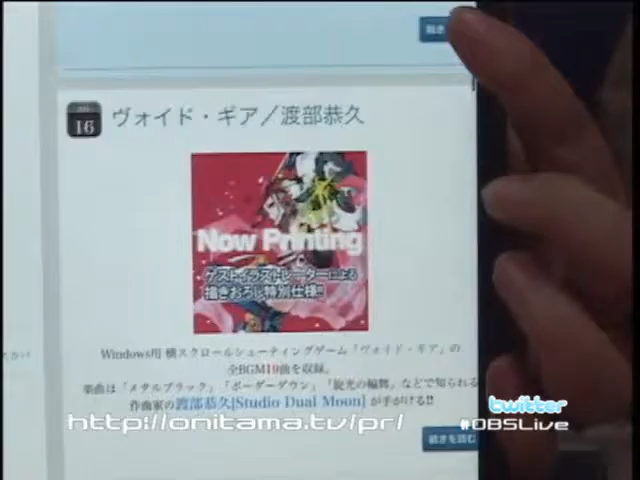 続き
16
ヴォイド・ギア／渡部恭久
Now Printing
ゲストイラストレーターによる
描きおろし特別仕様!!
Windows用 横スクロールシューティングゲーム「ヴォイド・ギア」の
全BGM19曲を収録。
楽曲は「メタルブラック」「ボーダーダウン」「旋光の輪舞」などで知られる
作曲家の渡部恭久[Studio Dual Moon] が手がける!!
http://onitama.tv/pr/
twitter
#OBSLive
続きを読む